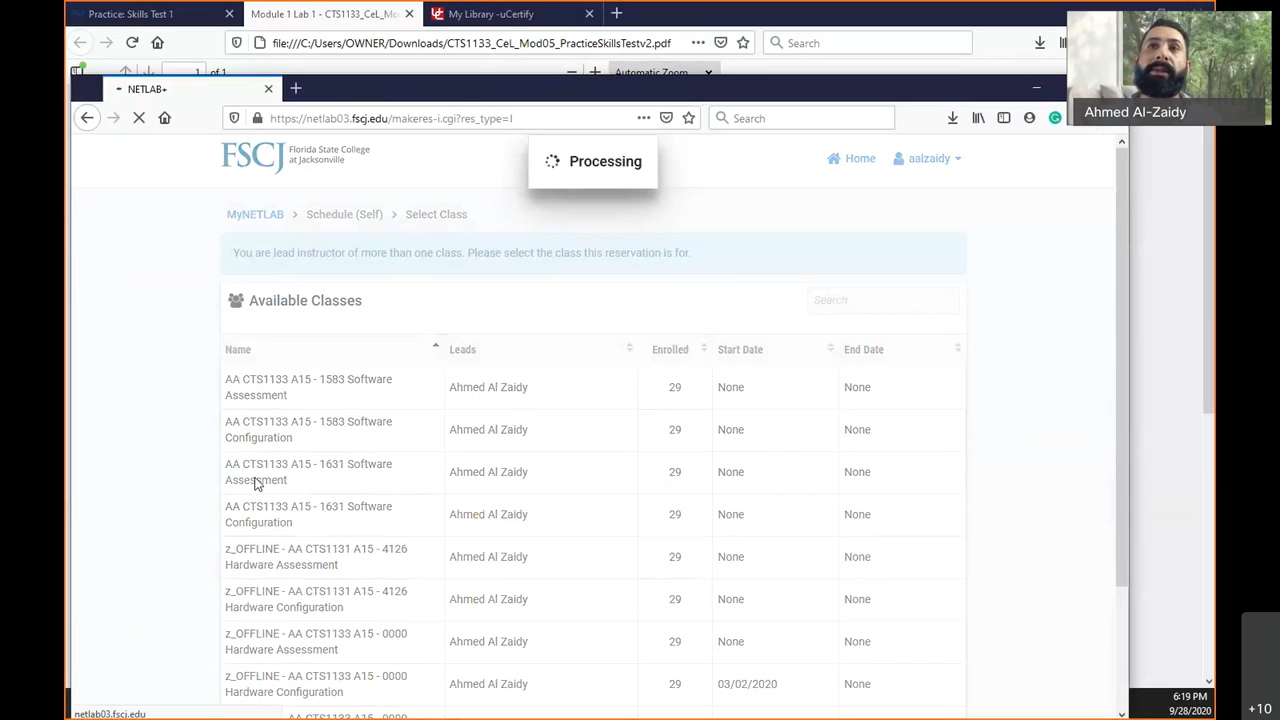 Practice: Skills Test 1
Module 1 Lab 1 - CTS1133_CeL_Mod05
My Library -uCertify
file:///C:/Users/OWNER/Downloads/CTS1133_CeL_Mod05_PracticeSkillsTestv2.pdf
Search
1 of 1
Automatic Zoom
NETLAB+
https://netlab03.fscj.edu/makeres-i.cgi?res_type=I
Search
Ahmed Al-Zaidy
Processing
FSCJ
Florida State College
at Jacksonville
Home
aalzaidy
MyNETLAB > Schedule (Self) > Select Class
You are lead instructor of more than one class. Please select the class this reservation is for.
Available Classes
Search
Name Leads Enrolled Start Date End Date
AA CTS1133 A15 - 1583 Software
Assessment
Ahmed Al Zaidy 29 None None
AA CTS1133 A15 - 1583 Software
Configuration
Ahmed Al Zaidy 29 None None
AA CTS1133 A15 - 1631 Software
Assessment
Ahmed Al Zaidy 29 None None
AA CTS1133 A15 - 1631 Software
Configuration
Ahmed Al Zaidy 29 None None
z_OFFLINE - AA CTS1131 A15 - 4126
Hardware Assessment
Ahmed Al Zaidy 29 None None
z_OFFLINE - AA CTS1131 A15 - 4126
Hardware Configuration
Ahmed Al Zaidy 29 None None
z_OFFLINE - AA CTS1133 A15 - 0000
Hardware Assessment
Ahmed Al Zaidy 29 None None
z_OFFLINE - AA CTS1133 A15 - 0000
Hardware Configuration
Ahmed Al Zaidy 29 03/02/2020 None
netlab03.fscj.edu
6:19 PM
9/28/2020
+10